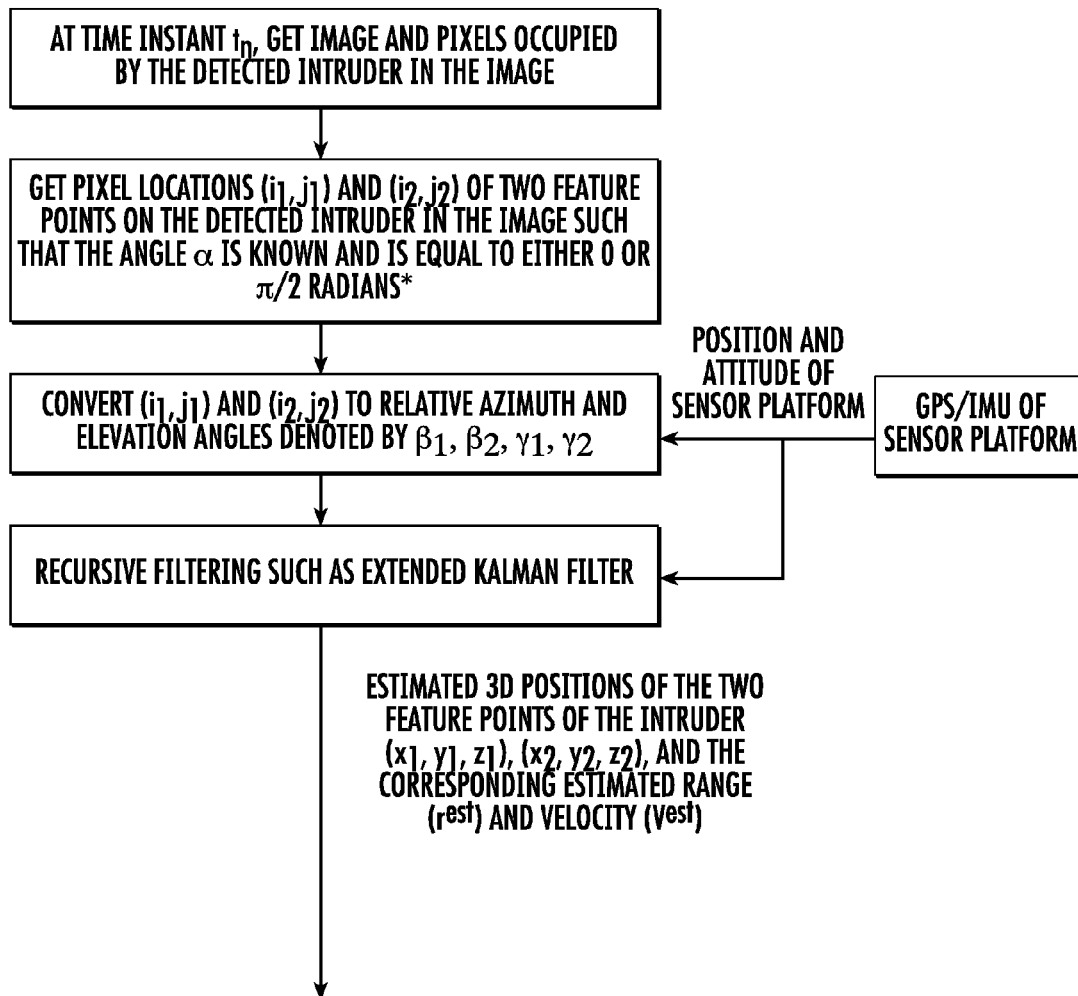 AT TIME INSTANT tn, GET IMAGE AND PIXELS OCCUPIED
BY THE DETECTED INTRUDER IN THE IMAGE
GET PIXEL LOCATIONS (i1,j1) AND (i2,j2) OF TWO FEATURE
POINTS ON THE DETECTED INTRUDER IN THE IMAGE SUCH
THAT THE ANGLE α IS KNOWN AND IS EQUAL TO EITHER 0 OR
π/2 RADIANS*
POSITION AND
ATTITUDE OF
SENSOR PLATFORM
CONVERT (i1,j1) AND (i2,j2) TO RELATIVE AZIMUTH AND
ELEVATION ANGLES DENOTED BY β1, β2, γ1, γ2
GPS/IMU OF
SENSOR PLATFORM
RECURSIVE FILTERING SUCH AS EXTENDED KALMAN FILTER
ESTIMATED 3D POSITIONS OF THE TWO
FEATURE POINTS OF THE INTRUDER
(x1, y1, z1), (x2, y2, z2), AND THE
CORRESPONDING ESTIMATED RANGE
(rest) AND VELOCITY (Vest)